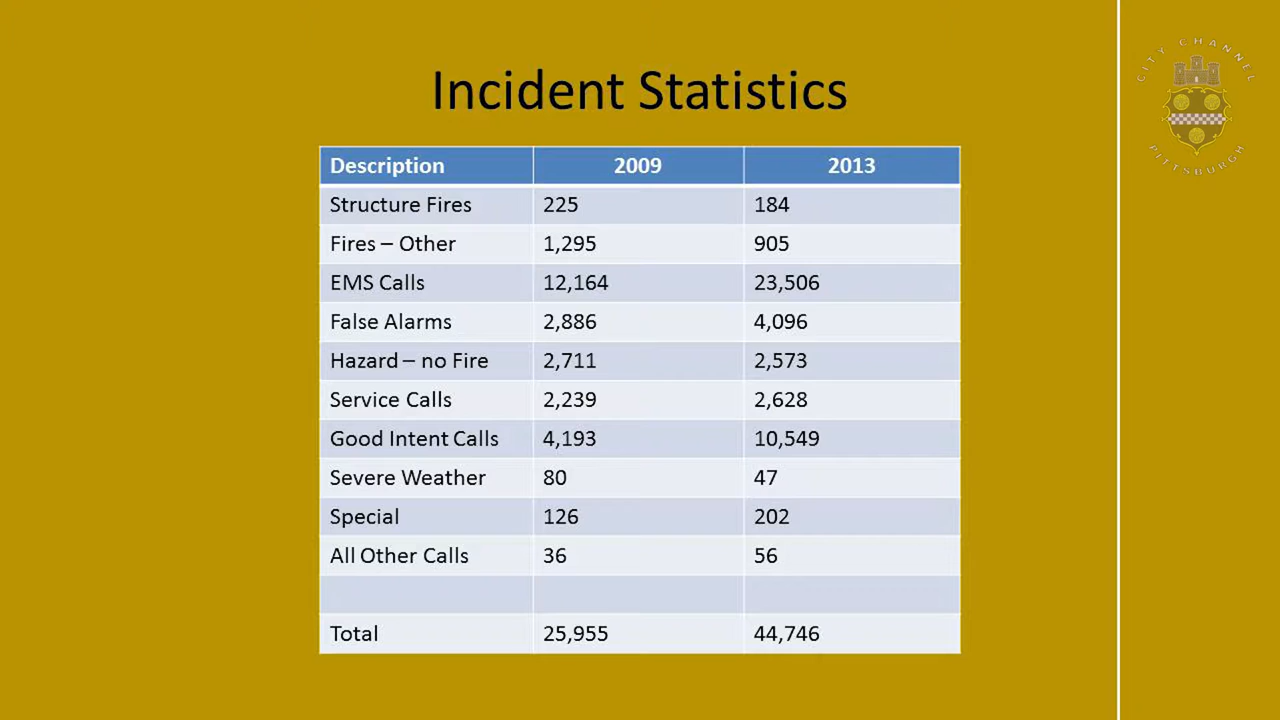 Incident Statistics
CITY CHANNEL
PITTSBURGH
Description 2009 2013
Structure Fires 225 184
Fires – Other 1,295 905
EMS Calls 12,164 23,506
False Alarms 2,886 4,096
Hazard – no Fire 2,711 2,573
Service Calls 2,239 2,628
Good Intent Calls 4,193 10,549
Severe Weather 80 47
Special 126 202
All Other Calls 36 56
Total 25,955 44,746